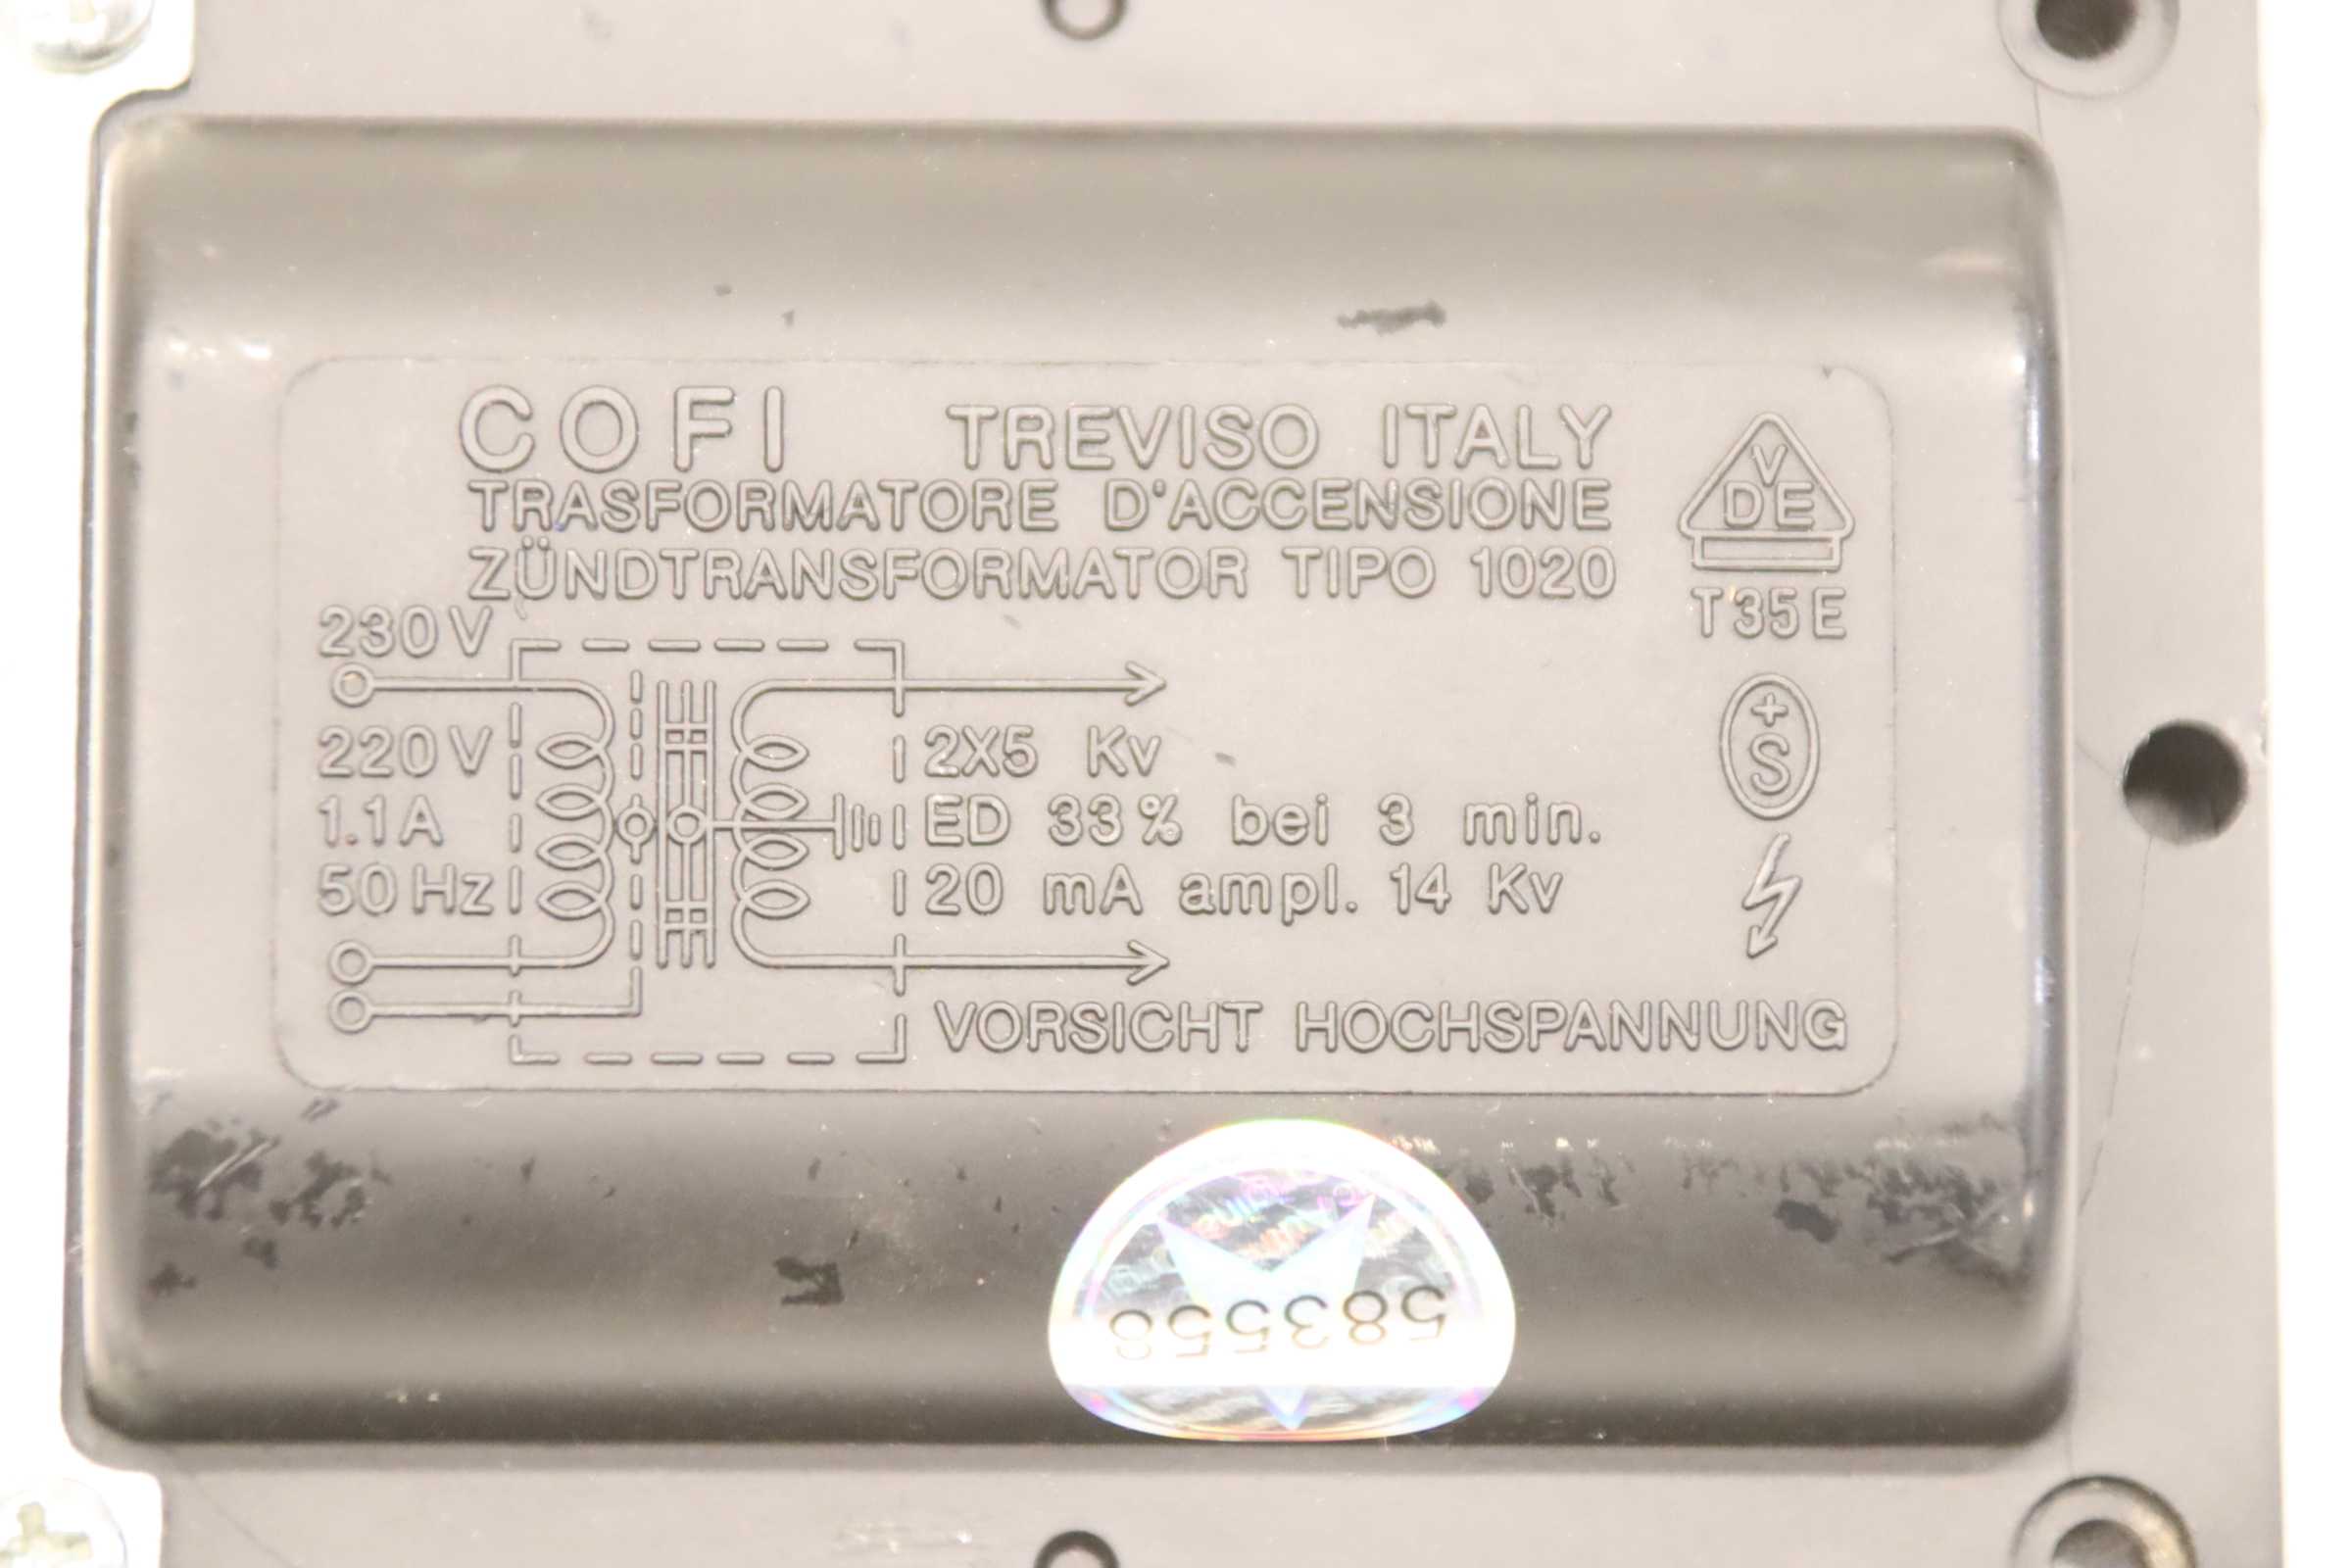 COFI TREVISO ITALY
TRASFORMATORE D'ACCENSIONE
ZÜNDTRANSFORMATOR TIPO 1020
V
DE
T35E
230V
220V
1.1A
50Hz
2X5 Kv
ED 33% bei 3 min.
20 mA ampl. 14 Kv
+
S
VORSICHT HOCHSPANNUNG
583558